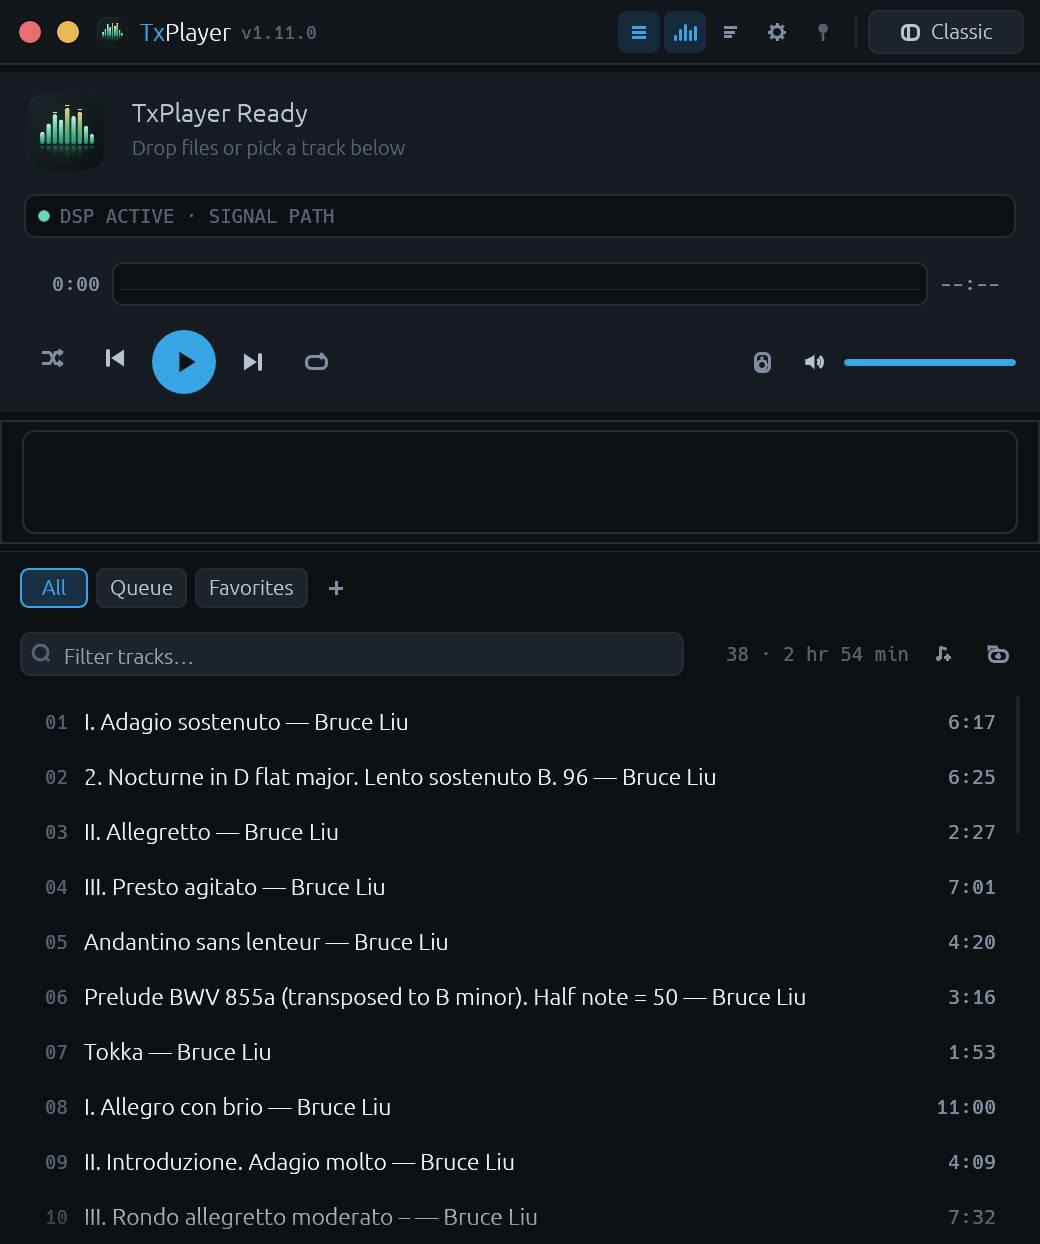 TxPlayer v1.11.0
Classic
TxPlayer Ready
Drop files or pick a track below
DSP ACTIVE · SIGNAL PATH
0:00
--:--
All
Queue
Favorites
+
Filter tracks...
38 · 2 hr 54 min
01 I. Adagio sostenuto — Bruce Liu 6:17
02 2. Nocturne in D flat major. Lento sostenuto B. 96 — Bruce Liu 6:25
03 II. Allegretto — Bruce Liu 2:27
04 III. Presto agitato — Bruce Liu 7:01
05 Andantino sans lenteur — Bruce Liu 4:20
06 Prelude BWV 855a (transposed to B minor). Half note = 50 — Bruce Liu 3:16
07 Tokka — Bruce Liu 1:53
08 I. Allegro con brio — Bruce Liu 11:00
09 II. Introduzione. Adagio molto — Bruce Liu 4:09
10 III. Rondo allegretto moderato – — Bruce Liu 7:32